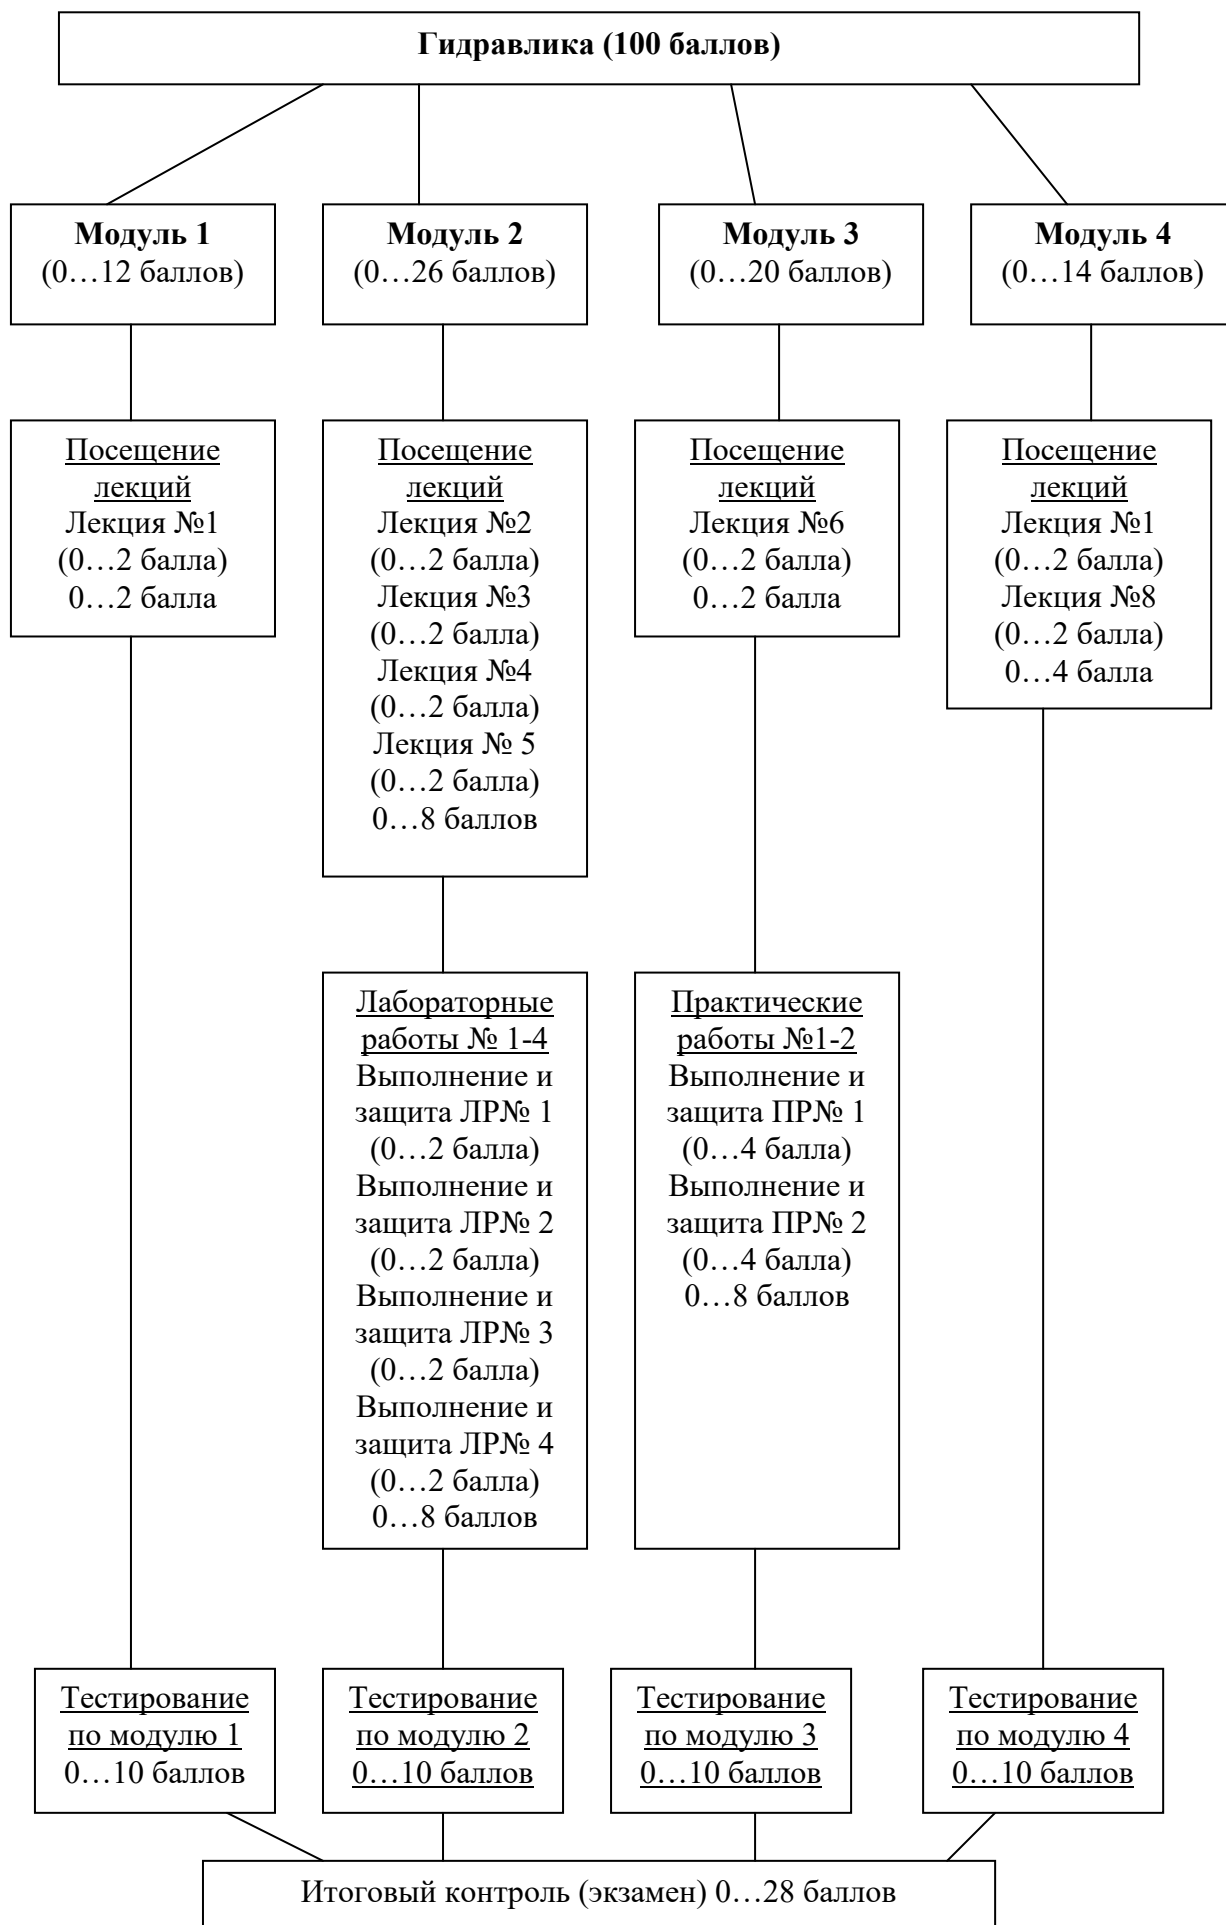 Гидравлика (100 баллов)
Модуль 1
(0…12 баллов)
Модуль 2
(0…26 баллов)
Модуль 3
(0…20 баллов)
Модуль 4
(0…14 баллов)
Посещение
лекций
Лекция №1
(0…2 балла)
0…2 балла
Посещение
лекций
Лекция №2
(0…2 балла)
Лекция №3
(0…2 балла)
Лекция №4
(0…2 балла)
Лекция № 5
(0…2 балла)
0…8 баллов
Посещение
лекций
Лекция №6
(0…2 балла)
0…2 балла
Посещение
лекций
Лекция №1
(0…2 балла)
Лекция №8
(0…2 балла)
0…4 балла
Лабораторные
работы № 1-4
Выполнение и
защита ЛР№ 1
(0…2 балла)
Выполнение и
защита ЛР№ 2
(0…2 балла)
Выполнение и
защита ЛР№ 3
(0…2 балла)
Выполнение и
защита ЛР№ 4
(0…2 балла)
0…8 баллов
Практические
работы №1-2
Выполнение и
защита ПР№ 1
(0…4 балла)
Выполнение и
защита ПР№ 2
(0…4 балла)
0…8 баллов
Тестирование
по модулю 1
0…10 баллов
Тестирование
по модулю 2
0…10 баллов
Тестирование
по модулю 3
0…10 баллов
Тестирование
по модулю 4
0…10 баллов
Итоговый контроль (экзамен) 0…28 баллов